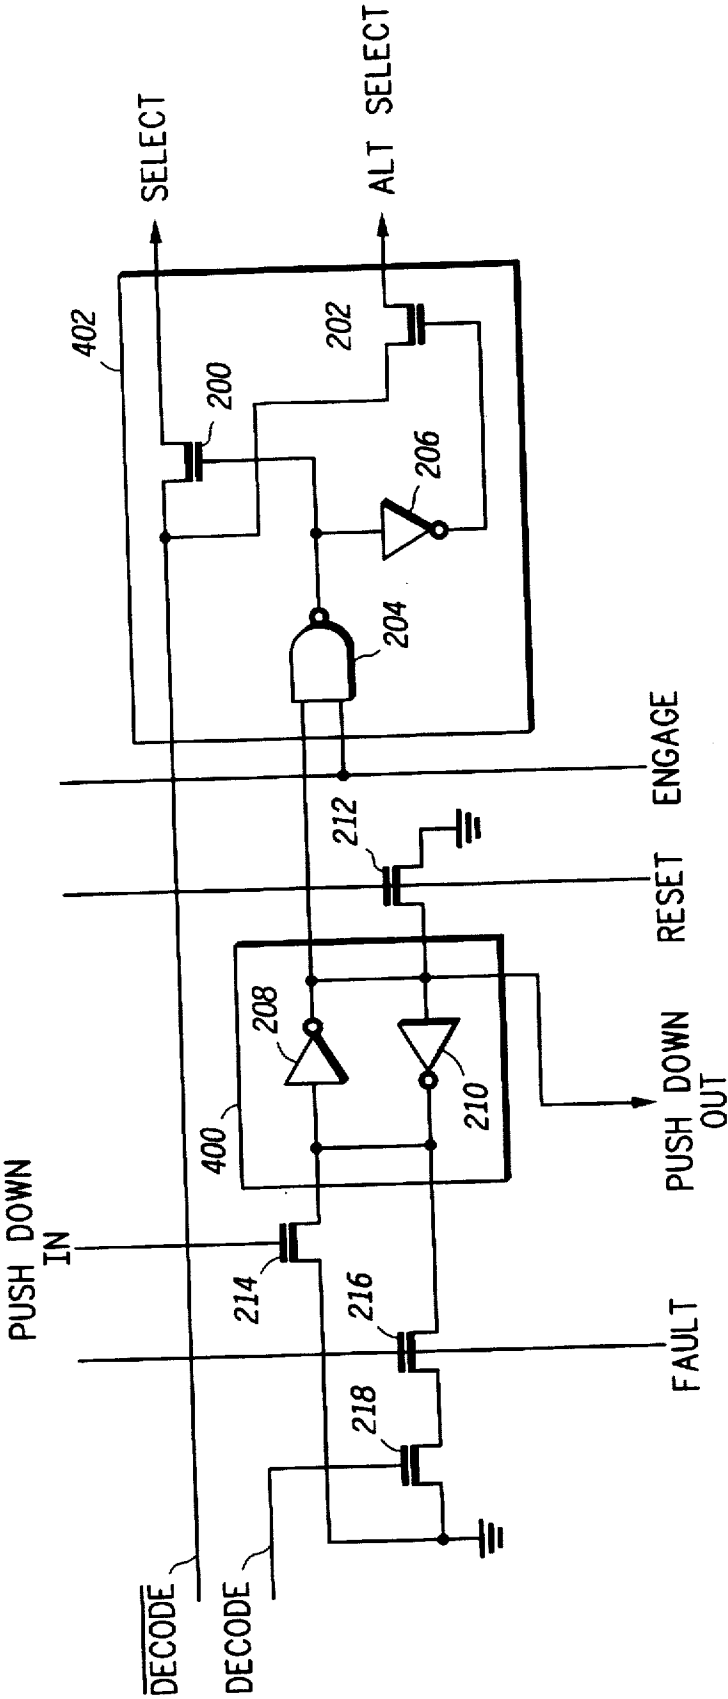 SELECT
ALT SELECT
402
200
202
206
204
ENGAGE
212
RESET
208
400
210
PUSH DOWN
OUT
PUSH DOWN
IN
214
216
FAULT
218
DECODE
DECODE